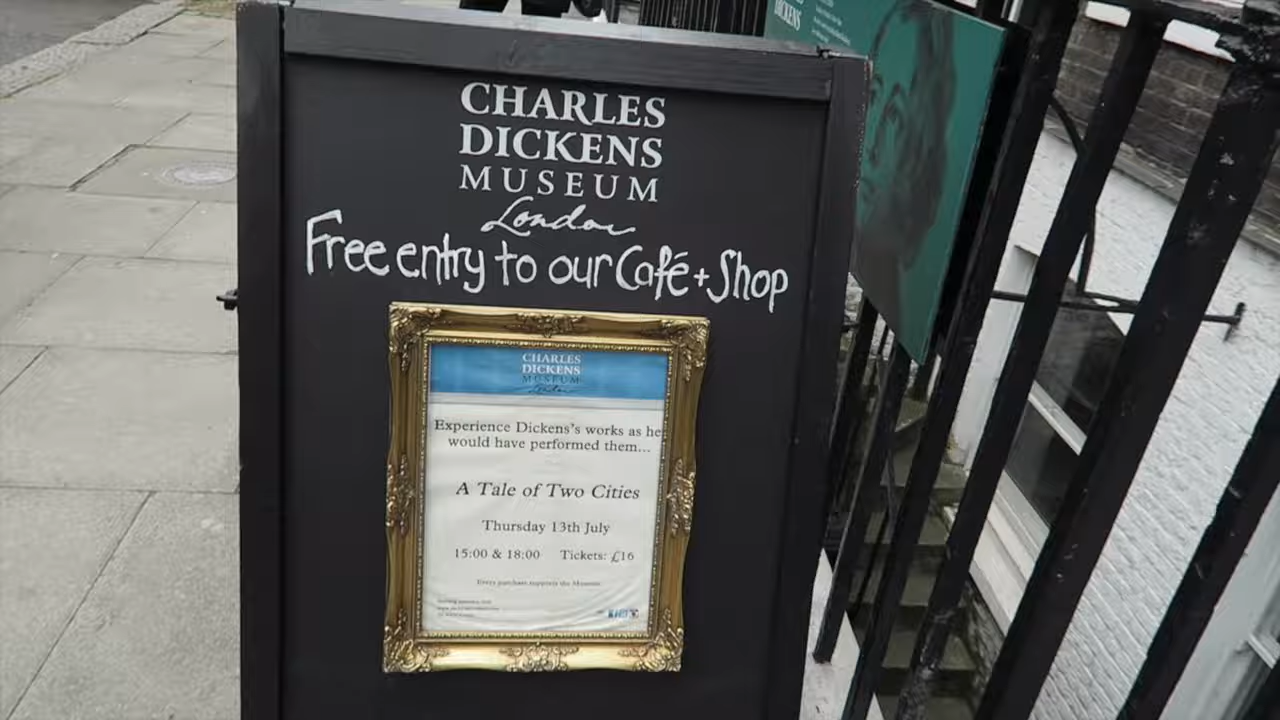 DICKENS
CHARLES
DICKENS
MUSEUM
London
Free entry to our Café + Shop
CHARLES
DICKENS
MUSEUM
London
Experience Dickens's works as he
would have performed them...
A Tale of Two Cities
Thursday 13th July
15:00 & 18:00 Tickets: £16
Every purchase supports the Museum